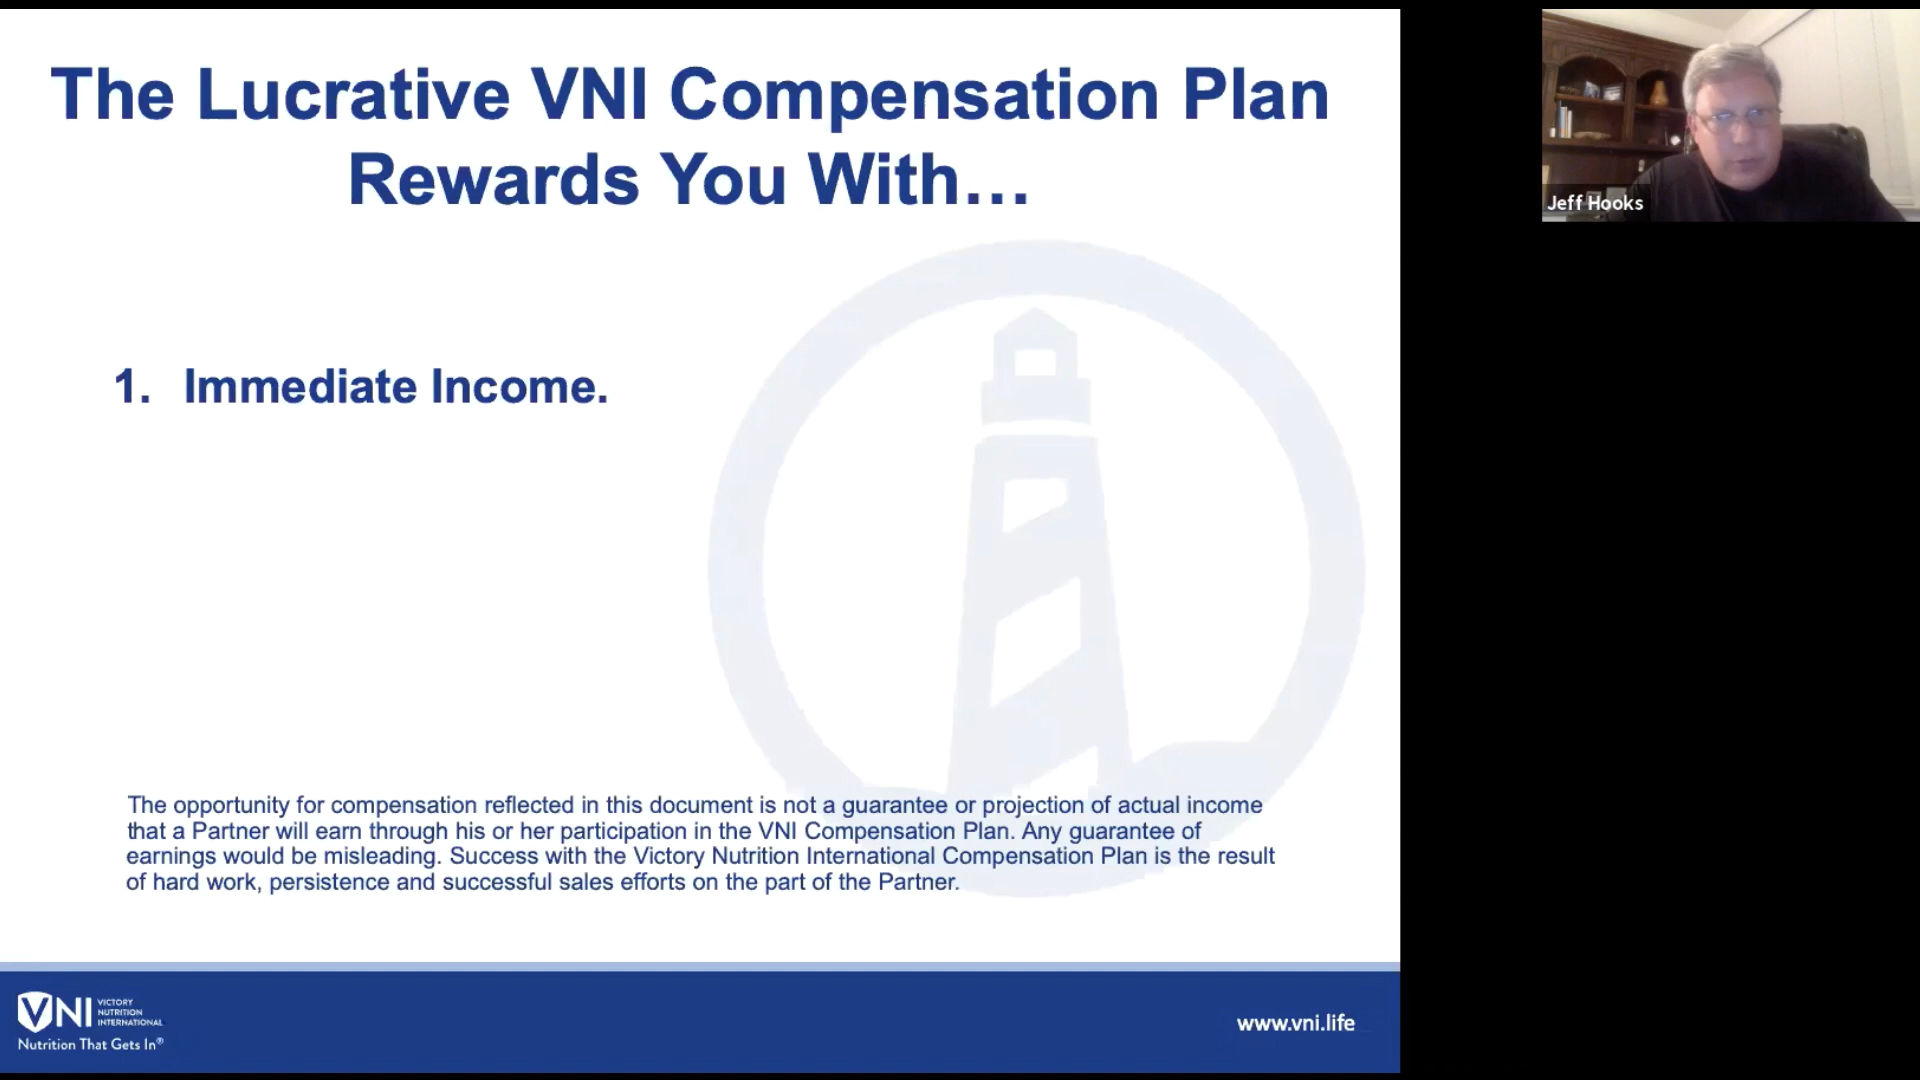 The Lucrative VNI Compensation Plan
Rewards You With…
1. Immediate Income.
The opportunity for compensation reflected in this document is not a guarantee or projection of actual income
that a Partner will earn through his or her participation in the VNI Compensation Plan. Any guarantee of
earnings would be misleading. Success with the Victory Nutrition International Compensation Plan is the result
of hard work, persistence and successful sales efforts on the part of the Partner.
VNI
VICTORY
NUTRITION
INTERNATIONAL
Nutrition That Gets In®
www.vni.life
Jeff Hooks